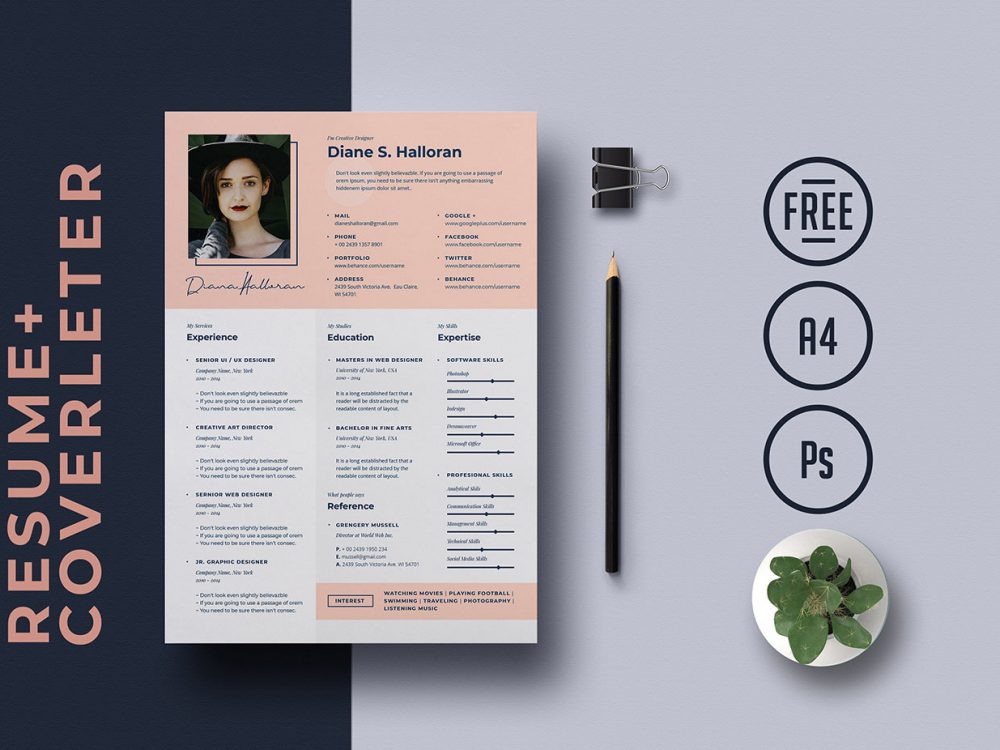 RESUME+
COVERLETER
I'm Creative Designer
Diane S. Halloran
Don't look even slightly believazble. If you are going to use a passage of
orem ipsum, you need to be sure there isn't anything embarrassing
hiddenem ipsum dolor sit amet..
MAIL
dianeshalloran@gmail.com
PHONE
+ 00 2439 1357 8901
PORTFOLIO
www.behance.com/username
ADDRESS
2439 South Victoria Ave, Eau Claire,
WI 54701
GOOGLE +
www.googleplus.com/username
FACEBOOK
www.facebook.com/username
TWITTER
www.behance.com/username
BEHANCE
www.behance.com/username
Diana Halloran
My Services
Experience
SENIOR UI / UX DESIGNER
Company Name, New York
2010 - 2014
~ Don't look even slightly believazble
~ If you are going to use a passage of orem
~ You need to be sure there isn't consec.
CREATIVE ART DIRECTOR
Company Name, New York
2010 - 2014
~ Don't look even slightly believazble
~ If you are going to use a passage of orem
~ You need to be sure there isn't consec.
SERNIOR WEB DESIGNER
Company Name, New York
2010 - 2014
~ Don't look even slightly believazble
~ If you are going to use a passage of orem
~ You need to be sure there isn't consec.
JR. GRAPHIC DESIGNER
Company Name, New York
2010 - 2014
~ Don't look even slightly believazble
~ If you are going to use a passage of orem
~ You need to be sure there isn't consec.
My Studies
Education
MASTERS IN WEB DESIGNER
University of New York, USA
2010 - 2014
It is a long established fact that a
reader will be distracted by the
readable content of layout.
BACHELOR IN FINE ARTS
University of New York, USA
2010 - 2014
It is a long established fact that a
reader will be distracted by the
readable content of layout.
What people says
Reference
GRENGERY MUSSELL
Director at World Web Inc.
P. + 00 2439 1950 234
E. mussell@gmail.com
A. 2439 South Victoria Ave. WI 54701
My Skills
Expertise
SOFTWARE SKILLS
Photoshop
Illustrator
Indesign
Dreamweaver
Microsoft Office
PROFESIONAL SKILLS
Analytical Skils
Communication Skills
Management Skills
Technical Skills
Social Media Skills
INTEREST
WATCHING MOVIES | PLAYING FOOTBALL |
SWIMMING | TRAVELING | PHOTOGRAPHY |
LISTENING MUSIC
FREE
A4
Ps